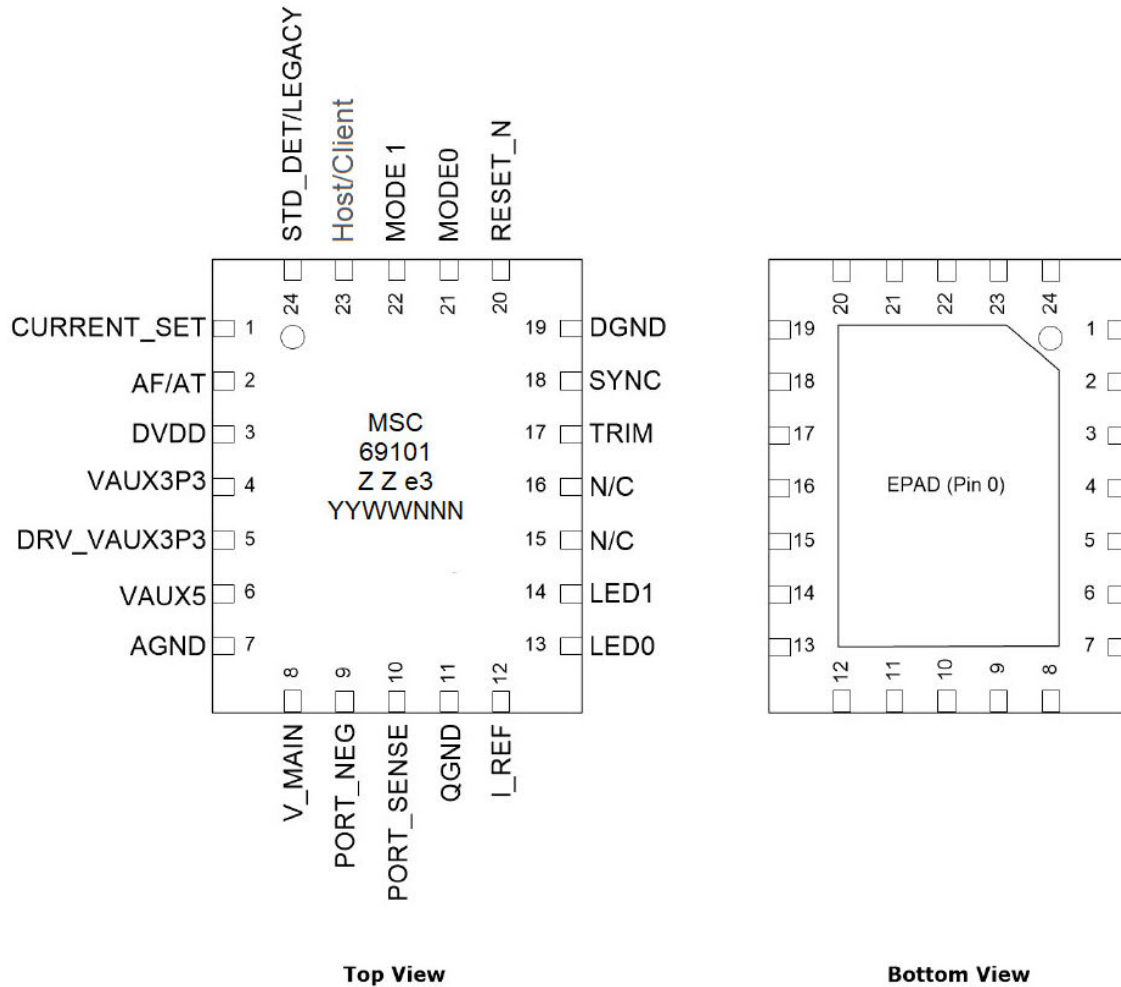 STD_DET/LEGACY
Host/Client
MODE 1
MODE0
RESET_N
24
23
22
21
20
CURRENT_SET 1
AF/AT 2
DVDD 3
VAUX3P3 4
DRV_VAUX3P3 5
VAUX5 6
AGND 7
MSC
69101
Z Z e3
YYWWNNN
19 DGND
18 SYNC
17 TRIM
16 N/C
15 N/C
14 LED1
13 LED0
8
9
10
11
12
V_MAIN
PORT_NEG
PORT_SENSE
QGND
I_REF
Top View
20
21
22
23
24
19
18
17
16
15
14
13
EPAD (Pin 0)
1
2
3
4
5
6
7
12
11
10
9
8
Bottom View